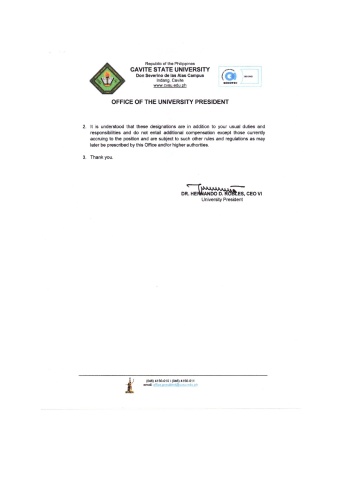 Republic of the Philippines
CAVITE STATE UNIVERSITY
Don Severino de las Alas Campus
Indang, Cavite
www.cvsu.edu.ph
OFFICE OF THE UNIVERSITY PRESIDENT
2. It is understood that these designations are in addition to your usual duties and
responsibilities and do not entail additional compensation except those currently
accruing to the position and are subject to such other rules and regulations as may
later be prescribed by this Office and/or higher authorities.
3. Thank you.
DR. HERNANDO D. ROBLES, CEO VI
University President
(046) 4150-010 / (046) 4150-011
email: